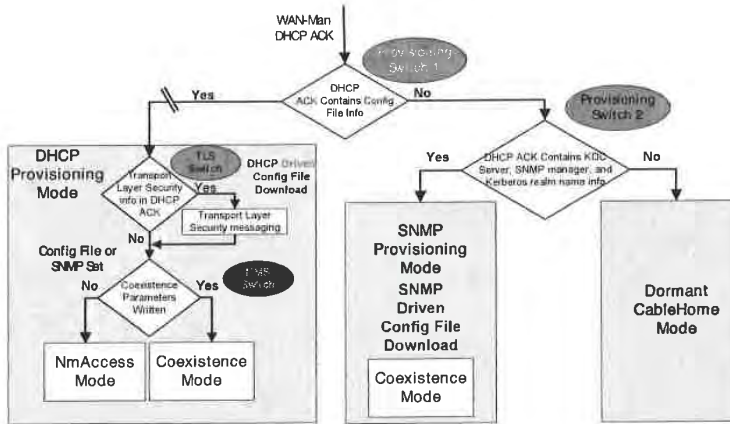 WAN-Man
DHCP ACK
Provisioning
Switch 1
DHCP
ACK Contains Config
File Info
Yes
No
Provisioning
Switch 2
DHCP
Provisioning
Mode
TLS
Switch
Transport
Layer Security
info in DHCP
ACK
Yes
No
DHCP Driven
Config File
Download
Transport Layer
Security messaging
Config File or
SNMP Set
Switch
Coexistence
Parameters
Written
No
Yes
NmAccess
Mode
Coexistence
Mode
DHCP ACK Contains KDC
Server, SNMP manager, and
Kerberos realm name info
Yes
No
SNMP
Provisioning
Mode
SNMP
Driven
Config File
Download
Coexistence
Mode
Dormant
CableHome
Mode